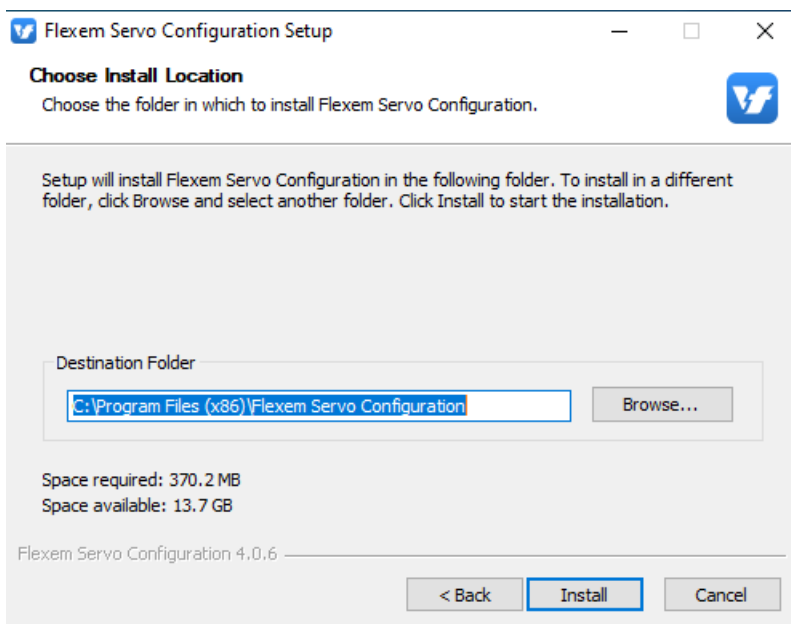 Flexem Servo Configuration Setup
Choose Install Location
Choose the folder in which to install Flexem Servo Configuration.
Setup will install Flexem Servo Configuration in the following folder. To install in a different
folder, click Browse and select another folder. Click Install to start the installation.
Destination Folder
C:\Program Files (x86)\Flexem Servo Configuration
Browse...
Space required: 370.2 MB
Space available: 13.7 GB
Flexem Servo Configuration 4.0.6
< Back
Install
Cancel